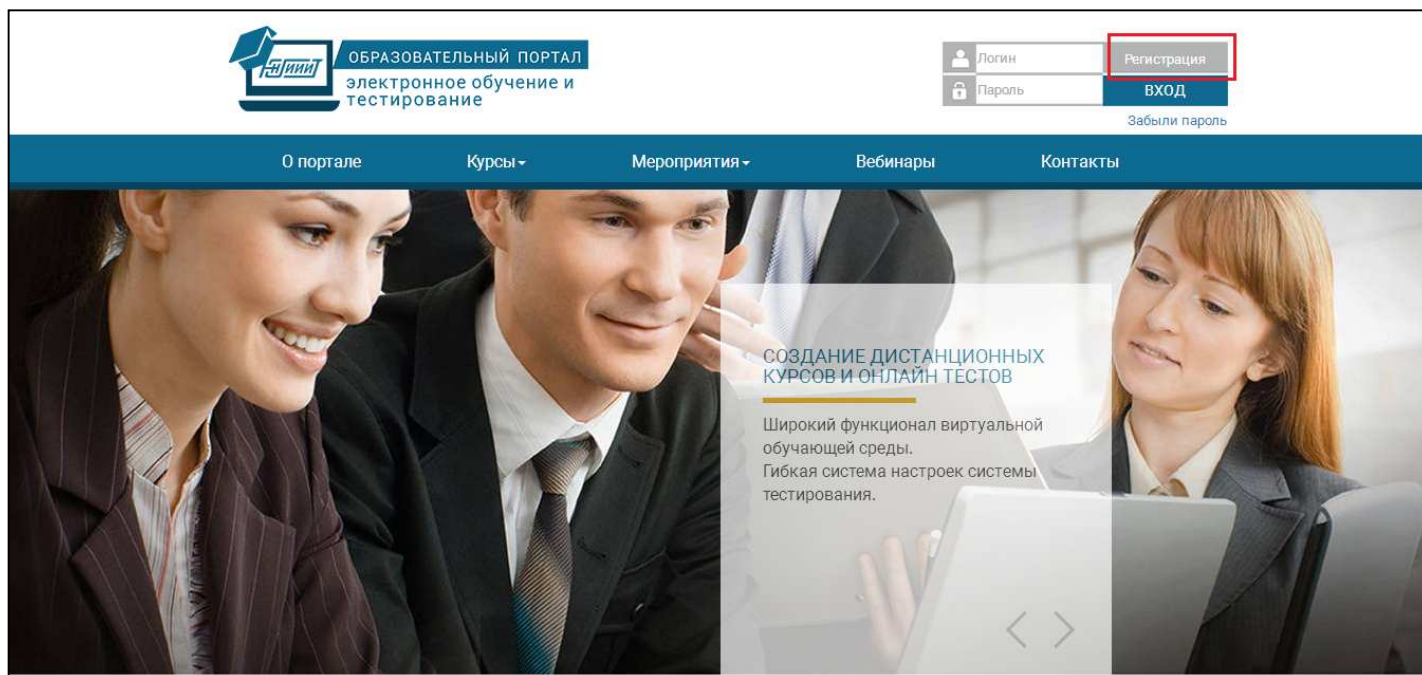 ОБРАЗОВАТЕЛЬНЫЙ ПОРТАЛ
электронное обучение и
тестирование
Логин
Регистрация
Пароль
ВХОД
Забыли пароль
О портале
Курсы
Мероприятия
Вебинары
Контакты
СОЗДАНИЕ ДИСТАНЦИОННЫХ
КУРСОВ И ОНЛАЙН ТЕСТОВ
Широкий функционал виртуальной
обучающей среды.
Гибкая система настроек системы
тестирования.